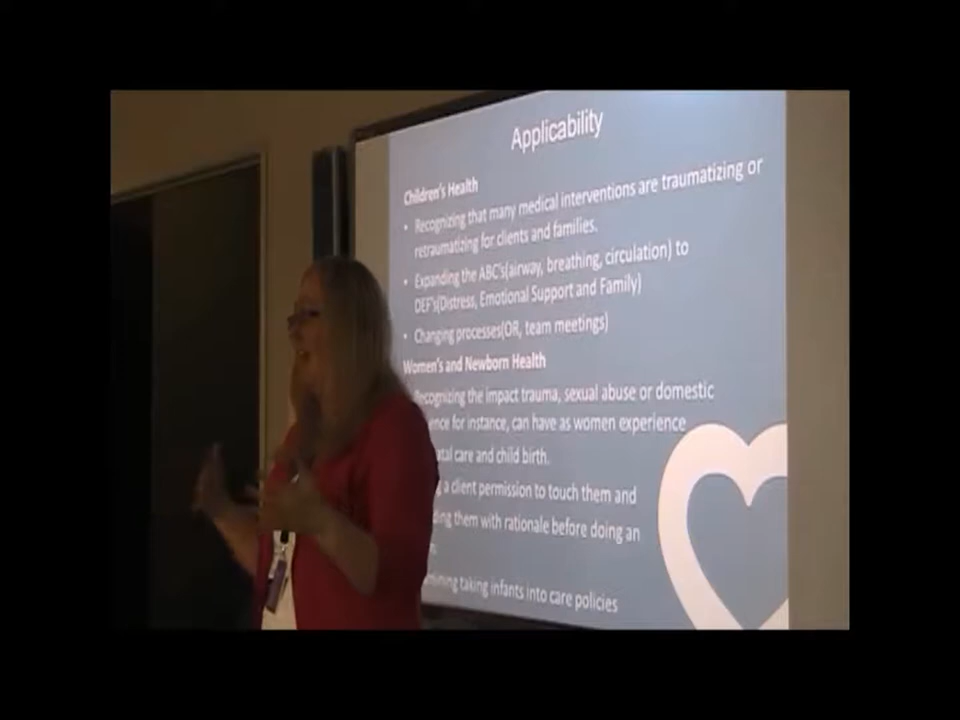 Applicability
Children's Health
• Recognizing that many medical interventions are traumatizing or
retraumatizing for clients and families.
• Expanding the ABC's(airway, breathing, circulation) to
DEF's(Distress, Emotional Support and Family)
• Changing processes(OR, team meetings)
Women's and Newborn Health
Recognizing the impact trauma, sexual abuse or domestic
ence for instance, can have as women experience
atal care and child birth.
a client permission to touch them and
ding them with rationale before doing an
mining taking infants into care policies